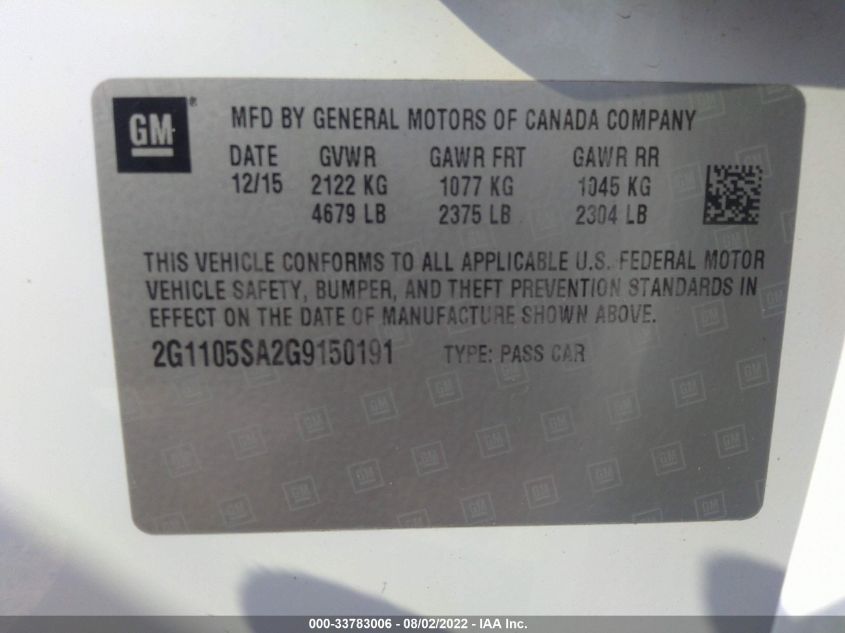 GM ® MFD BY GENERAL MOTORS OF CANADA COMPANY
DATE GVWR GAWR FRT GAWR RR
12/15 2122 KG 1077 KG 1045 KG
4679 LB 2375 LB 2304 LB
THIS VEHICLE CONFORMS TO ALL APPLICABLE U.S. FEDERAL MOTOR
VEHICLE SAFETY, BUMPER, AND THEFT PREVENTION STANDARDS IN
EFFECT ON THE DATE OF MANUFACTURE SHOWN ABOVE.
2G1105SA2G9150191 TYPE: PASS CAR
000-33783006 - 08/02/2022 - IAA Inc.